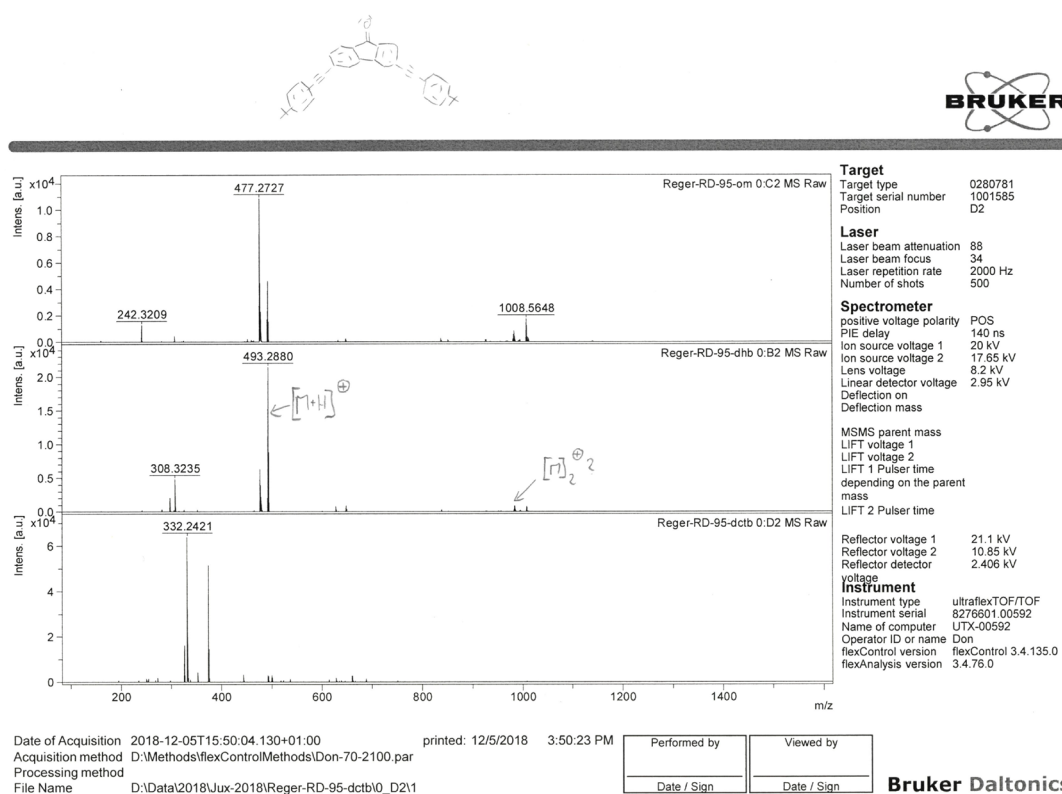 O
BRUKER
Target
Target type 0280781
Target serial number 1001585
Position D2
Laser
Laser beam attenuation 88
Laser beam focus 34
Laser repetition rate 2000 Hz
Number of shots 500
Spectrometer
positive voltage polarity POS
PIE delay 140 ns
Ion source voltage 1 20 kV
Ion source voltage 2 17.65 kV
Lens voltage 8.2 kV
Linear detector voltage 2.95 kV
Deflection on
Deflection mass
MSMS parent mass
LIFT voltage 1
LIFT voltage 2
LIFT 1 Pulser time
depending on the parent
mass
LIFT 2 Pulser time
Reflector voltage 1 21.1 kV
Reflector voltage 2 10.85 kV
Reflector detector 2.406 kV
voltage
Instrument
Instrument type ultraflexTOF/TOF
Instrument serial 8276601.00592
Name of computer UTX-00592
Operator ID or name Don
flexControl version flexControl 3.4.135.0
flexAnalysis version 3.4.76.0
Intens. [a.u.]
x10^4
1.0
0.8
0.6
0.4
0.2
0.0
477.2727
242.3209
1008.5648
Reger-RD-95-om 0:C2 MS Raw
Intens. [a.u.]
x10^4
2.0
1.5
1.0
0.5
0.0
493.2880
308.3235
[M+H]⊕
[M]2⊕2
Reger-RD-95-dhb 0:B2 MS Raw
Intens. [a.u.]
x10^4
6
4
2
0
332.2421
Reger-RD-95-dctb 0:D2 MS Raw
200 400 600 800 1000 1200 1400
m/z
Date of Acquisition 2018-12-05T15:50:04.130+01:00 printed: 12/5/2018 3:50:23 PM
Acquisition method D:\Methods\flexControlMethods\Don-70-2100.par
Processing method
File Name D:\Data\2018\Jux-2018\Reger-RD-95-dctb\0_D2\1
Performed by
Date / Sign
Viewed by
Date / Sign
Bruker Daltonics